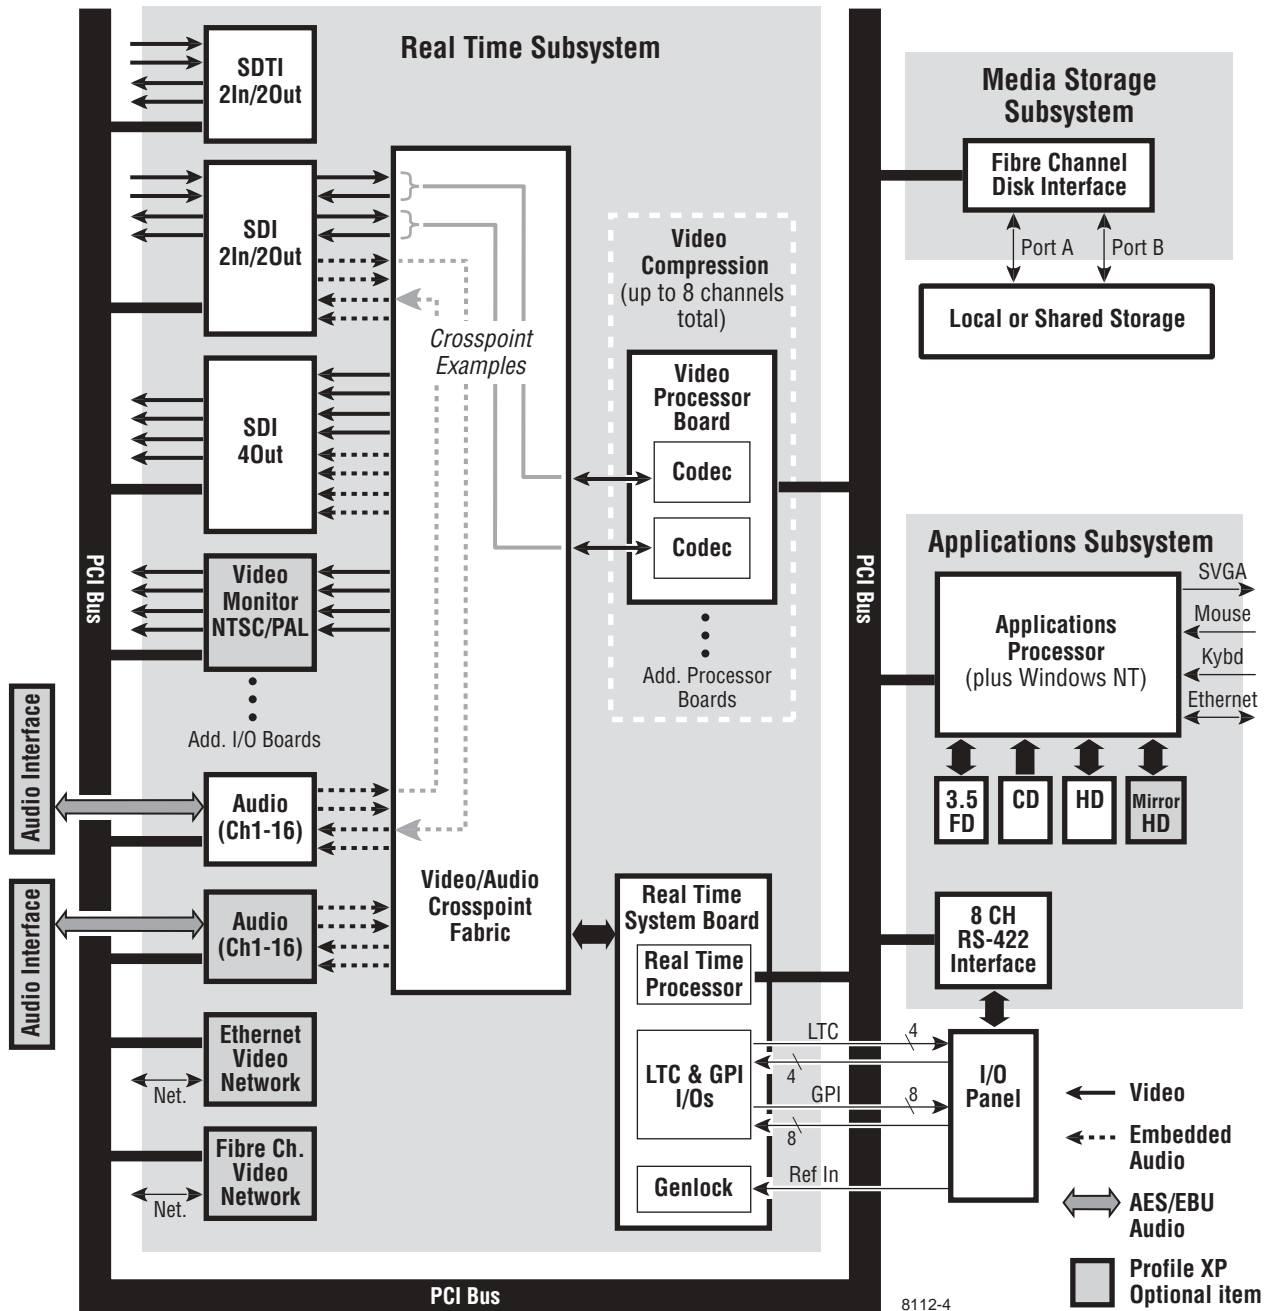 Real Time Subsystem
SDTI
2In/2Out
SDI
2In/2Out
SDI
4Out
Video
Monitor
NTSC/PAL
Add. I/O Boards
PCI Bus
Audio Interface
Audio
(Ch1-16)
Audio Interface
Audio
(Ch1-16)
Ethernet
Video
Network
Net.
Fibre Ch.
Video
Network
Net.
Crosspoint
Examples
Video/Audio
Crosspoint
Fabric
Video
Compression
(up to 8 channels
total)
Video
Processor
Board
Codec
Codec
Add. Processor
Boards
Real Time
System Board
Real Time
Processor
LTC & GPI
I/Os
Genlock
LTC
4
4
GPI
8
8
Ref In
PCI Bus
PCI Bus
Media Storage
Subsystem
Fibre Channel
Disk Interface
Port A
Port B
Local or Shared Storage
Applications Subsystem
Applications
Processor
(plus Windows NT)
SVGA
Mouse
Kybd
Ethernet
3.5
FD
CD
HD
Mirror
HD
8 CH
RS-422
Interface
I/O
Panel
Video
Embedded
Audio
AES/EBU
Audio
Profile XP
Optional item
8112-4